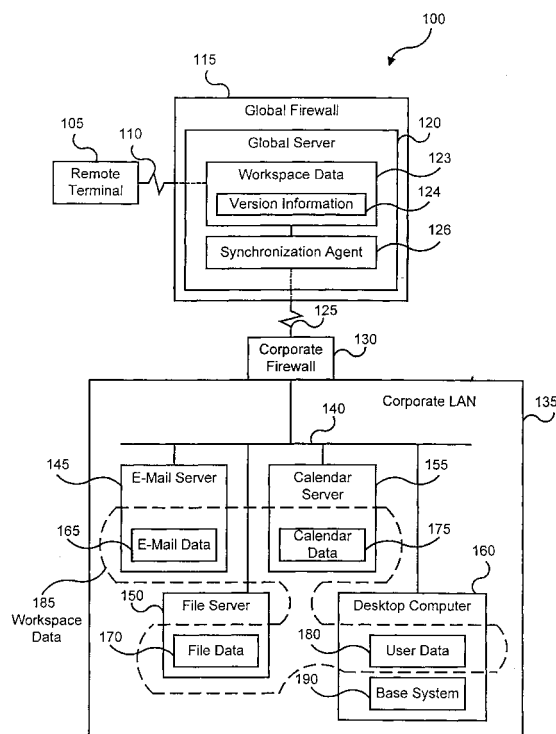 100
115
Global Firewall
105
110
120
Global Server
123
Remote
Terminal
Workspace Data
124
Version Information
126
Synchronization Agent
125
Corporate
Firewall
130
140
Corporate LAN
135
145
E-Mail Server
Calendar
Server
155
165
E-Mail Data
Calendar
Data
175
160
185
Workspace
Data
150
File Server
Desktop Computer
170
File Data
180
User Data
190
Base System